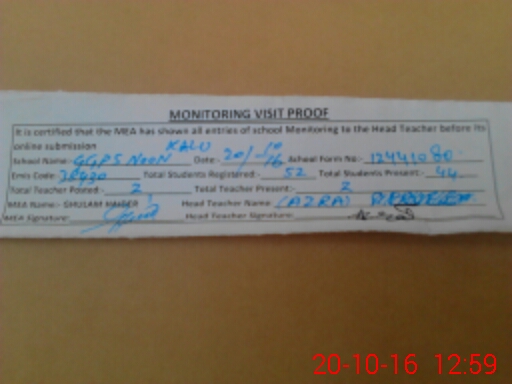 MONITORING VISIT PROOF
It is certified that the MEA has shown all entries of school Monitoring to the Head Teacher before its
online submission
School Name: GGPS NOON KALU Date: 20/-10 16 School Form No: 12441080
Emis Code: Total Students Registered: 52 Total Students Present: 44
Total Teacher Posted: 2 Total Teacher Present: 2
MEA Name: GHULAM HAIDER Head Teacher Name (AZRA)
MEA Signature: Head Teacher Signature:
20-10-16 12:59